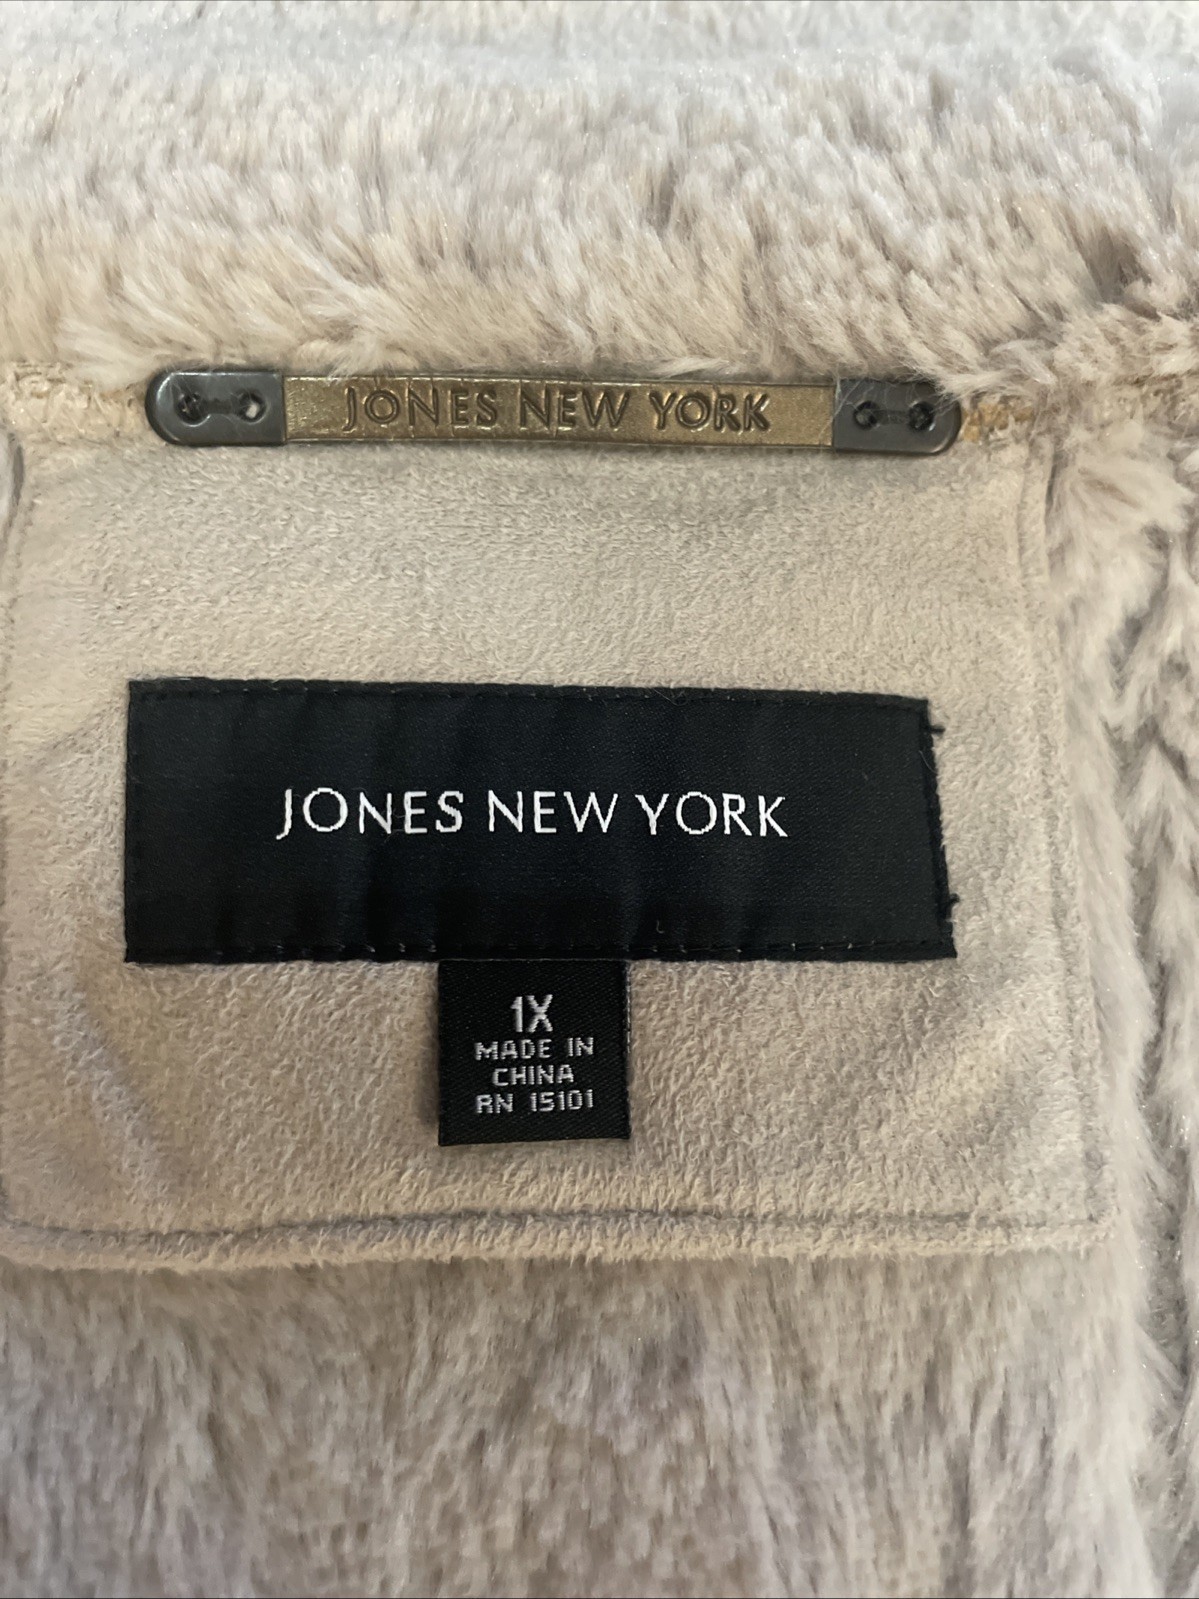 JONES NEW YORK
JONES NEW YORK
1X
MADE IN
CHINA
RN 15101